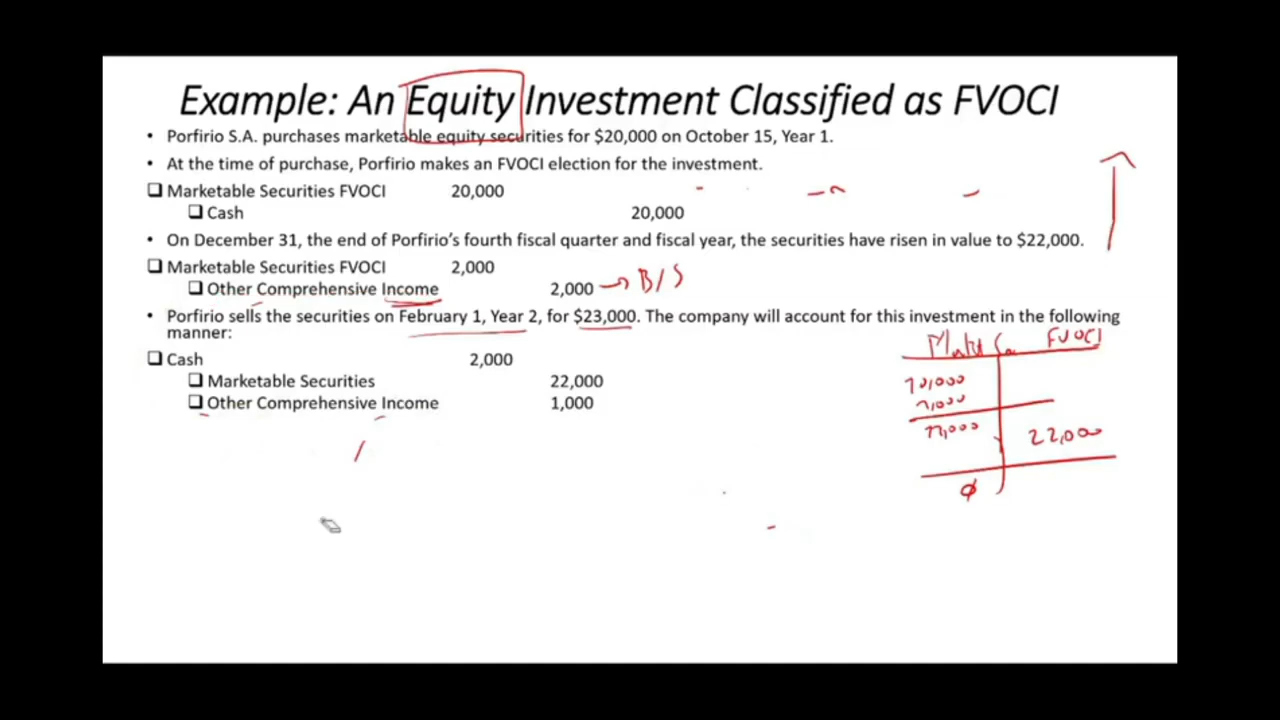 Example: An Equity Investment Classified as FVOCI
• Porfirio S.A. purchases marketable equity securities for $20,000 on October 15, Year 1.
• At the time of purchase, Porfirio makes an FVOCI election for the investment.
❑ Marketable Securities FVOCI 20,000
❑ Cash 20,000
• On December 31, the end of Porfirio's fourth fiscal quarter and fiscal year, the securities have risen in value to $22,000.
❑ Marketable Securities FVOCI 2,000
❑ Other Comprehensive Income 2,000 → B/S
• Porfirio sells the securities on February 1, Year 2, for $23,000. The company will account for this investment in the following
manner:
FVOCI
❑ Cash 2,000
❑ Marketable Securities 22,000
❑ Other Comprehensive Income 1,000
22,000